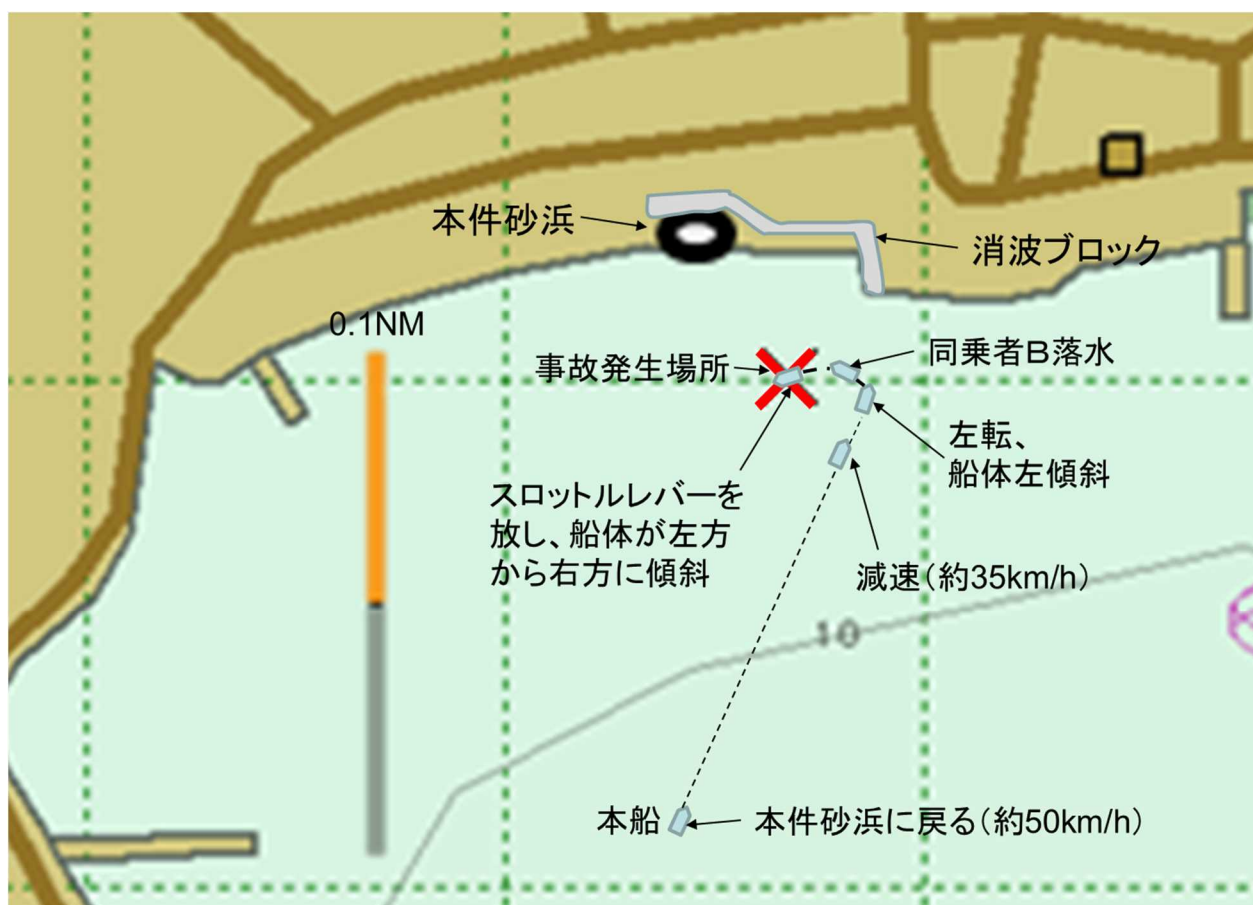 本件砂浜
消波ブロック
0.1NM
事故発生場所
同乗者B落水
左転、
船体左傾斜
スロットルレバーを
放し、船体が左方
から右方に傾斜
減速(約35km/h)
10
本船
本件砂浜に戻る(約50km/h)